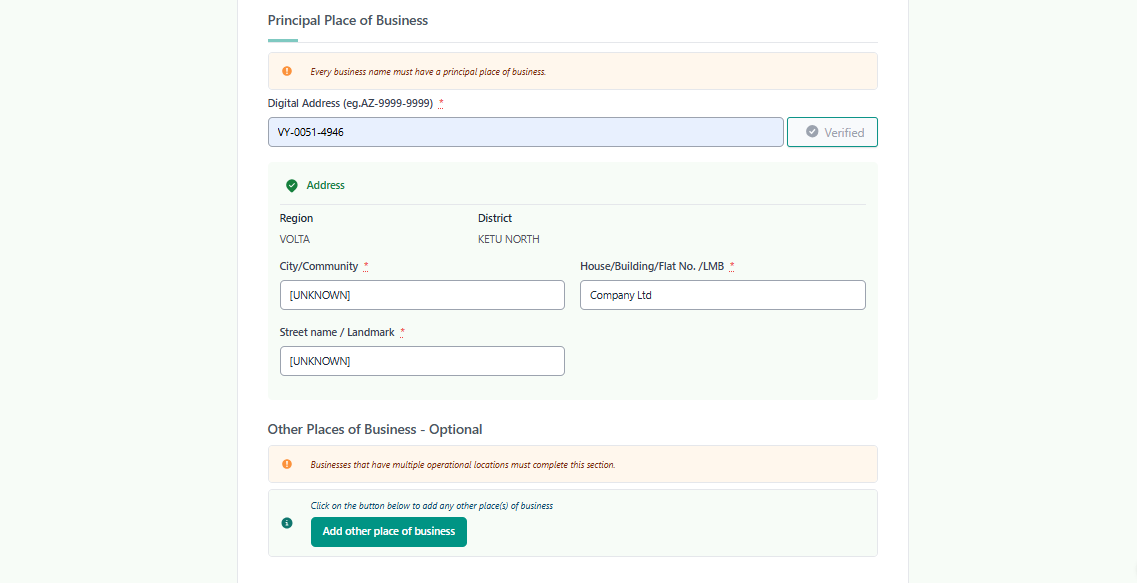 Principal Place of Business
Every business name must have a principal place of business.
Digital Address (eg.AZ-9999-9999) *
VY-0051-4946
Verified
Address
Region
District
VOLTA
KETU NORTH
City/Community *
House/Building/Flat No. /LMB *
[UNKNOWN]
Company Ltd
Street name / Landmark *
[UNKNOWN]
Other Places of Business - Optional
Businesses that have multiple operational locations must complete this section.
Click on the button below to add any other place(s) of business
Add other place of business